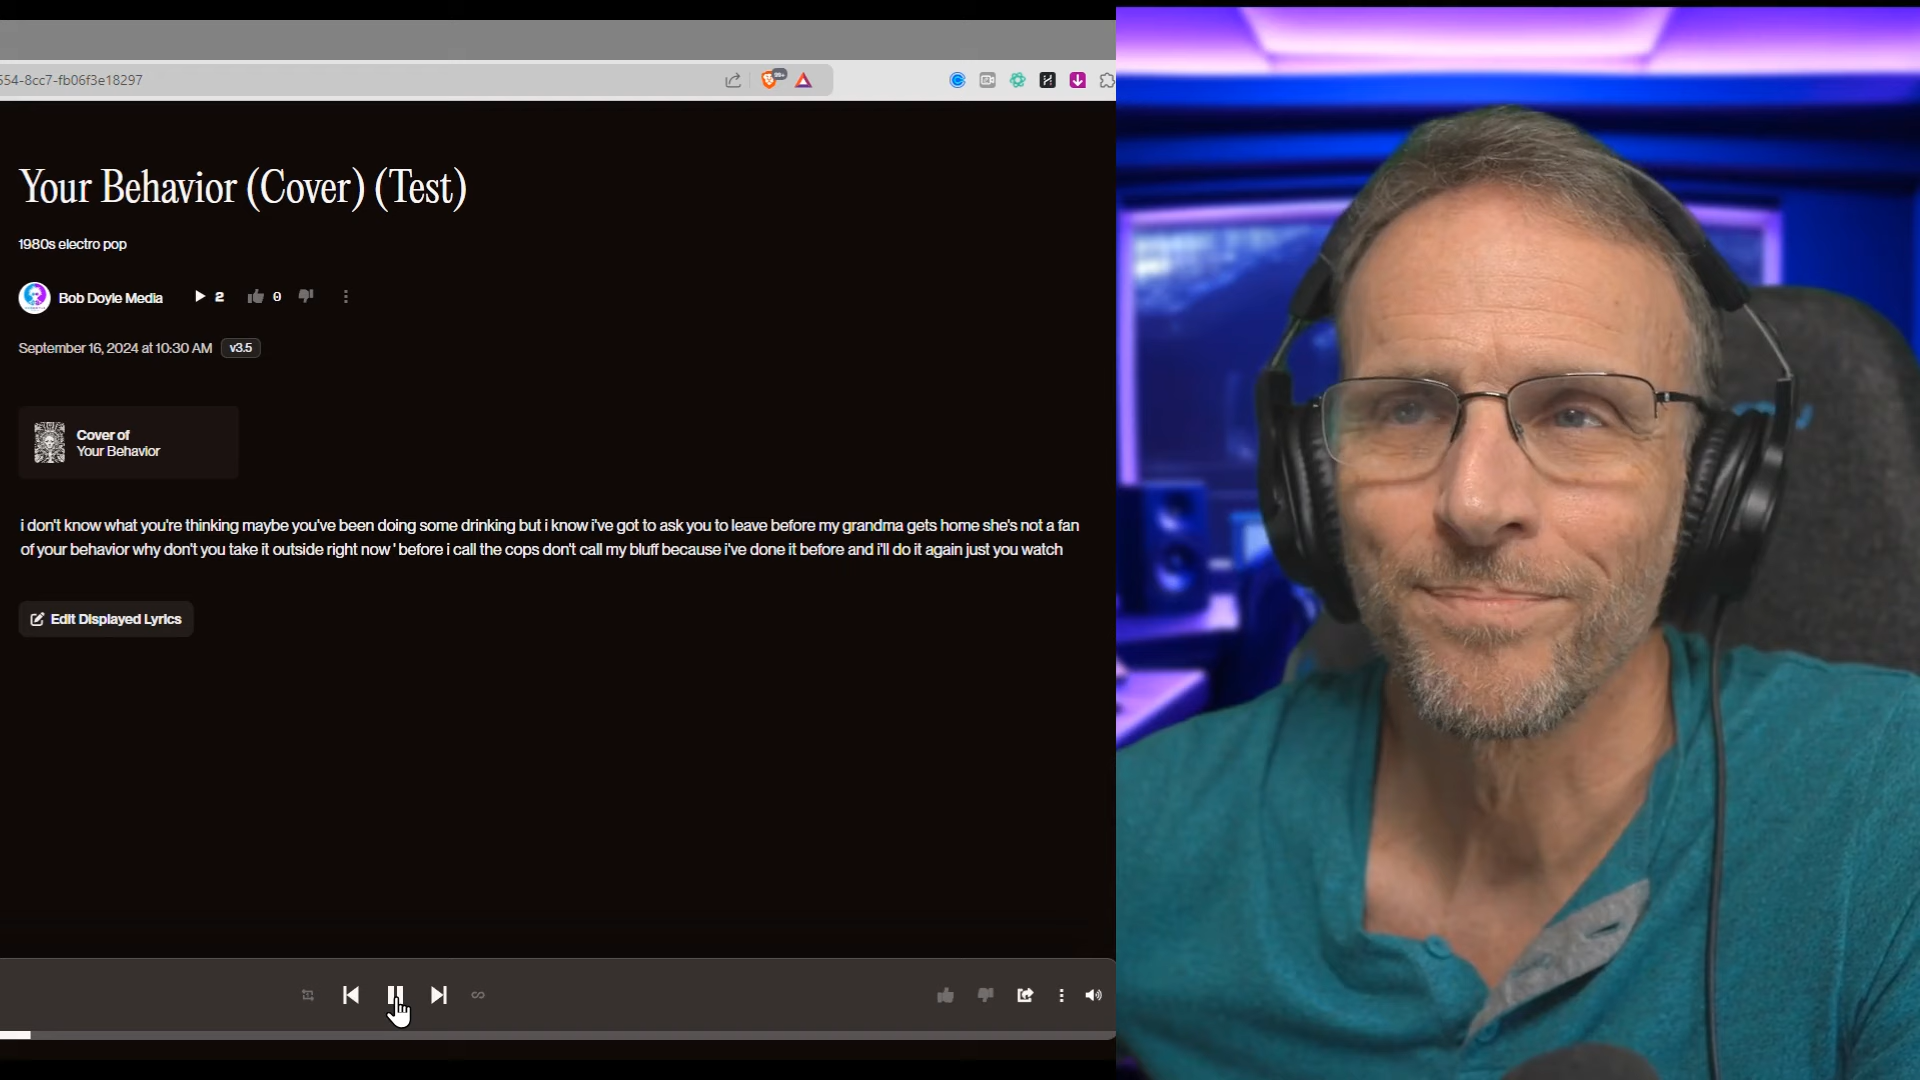 554-8cc7-fb06f3e18297
99+
Your Behavior (Cover) (Test)
1980s electro pop
Bob Doyle Media
2
0
September 16, 2024 at 10:30 AM
v3.5
Cover of
Your Behavior
i don't know what you're thinking maybe you've been doing some drinking but i know i've got to ask you to leave before my grandma gets home she's not a fan
of your behavior why don't you take it outside right now ' before i call the cops don't call my bluff because i've done it before and i'll do it again just you watch
Edit Displayed Lyrics